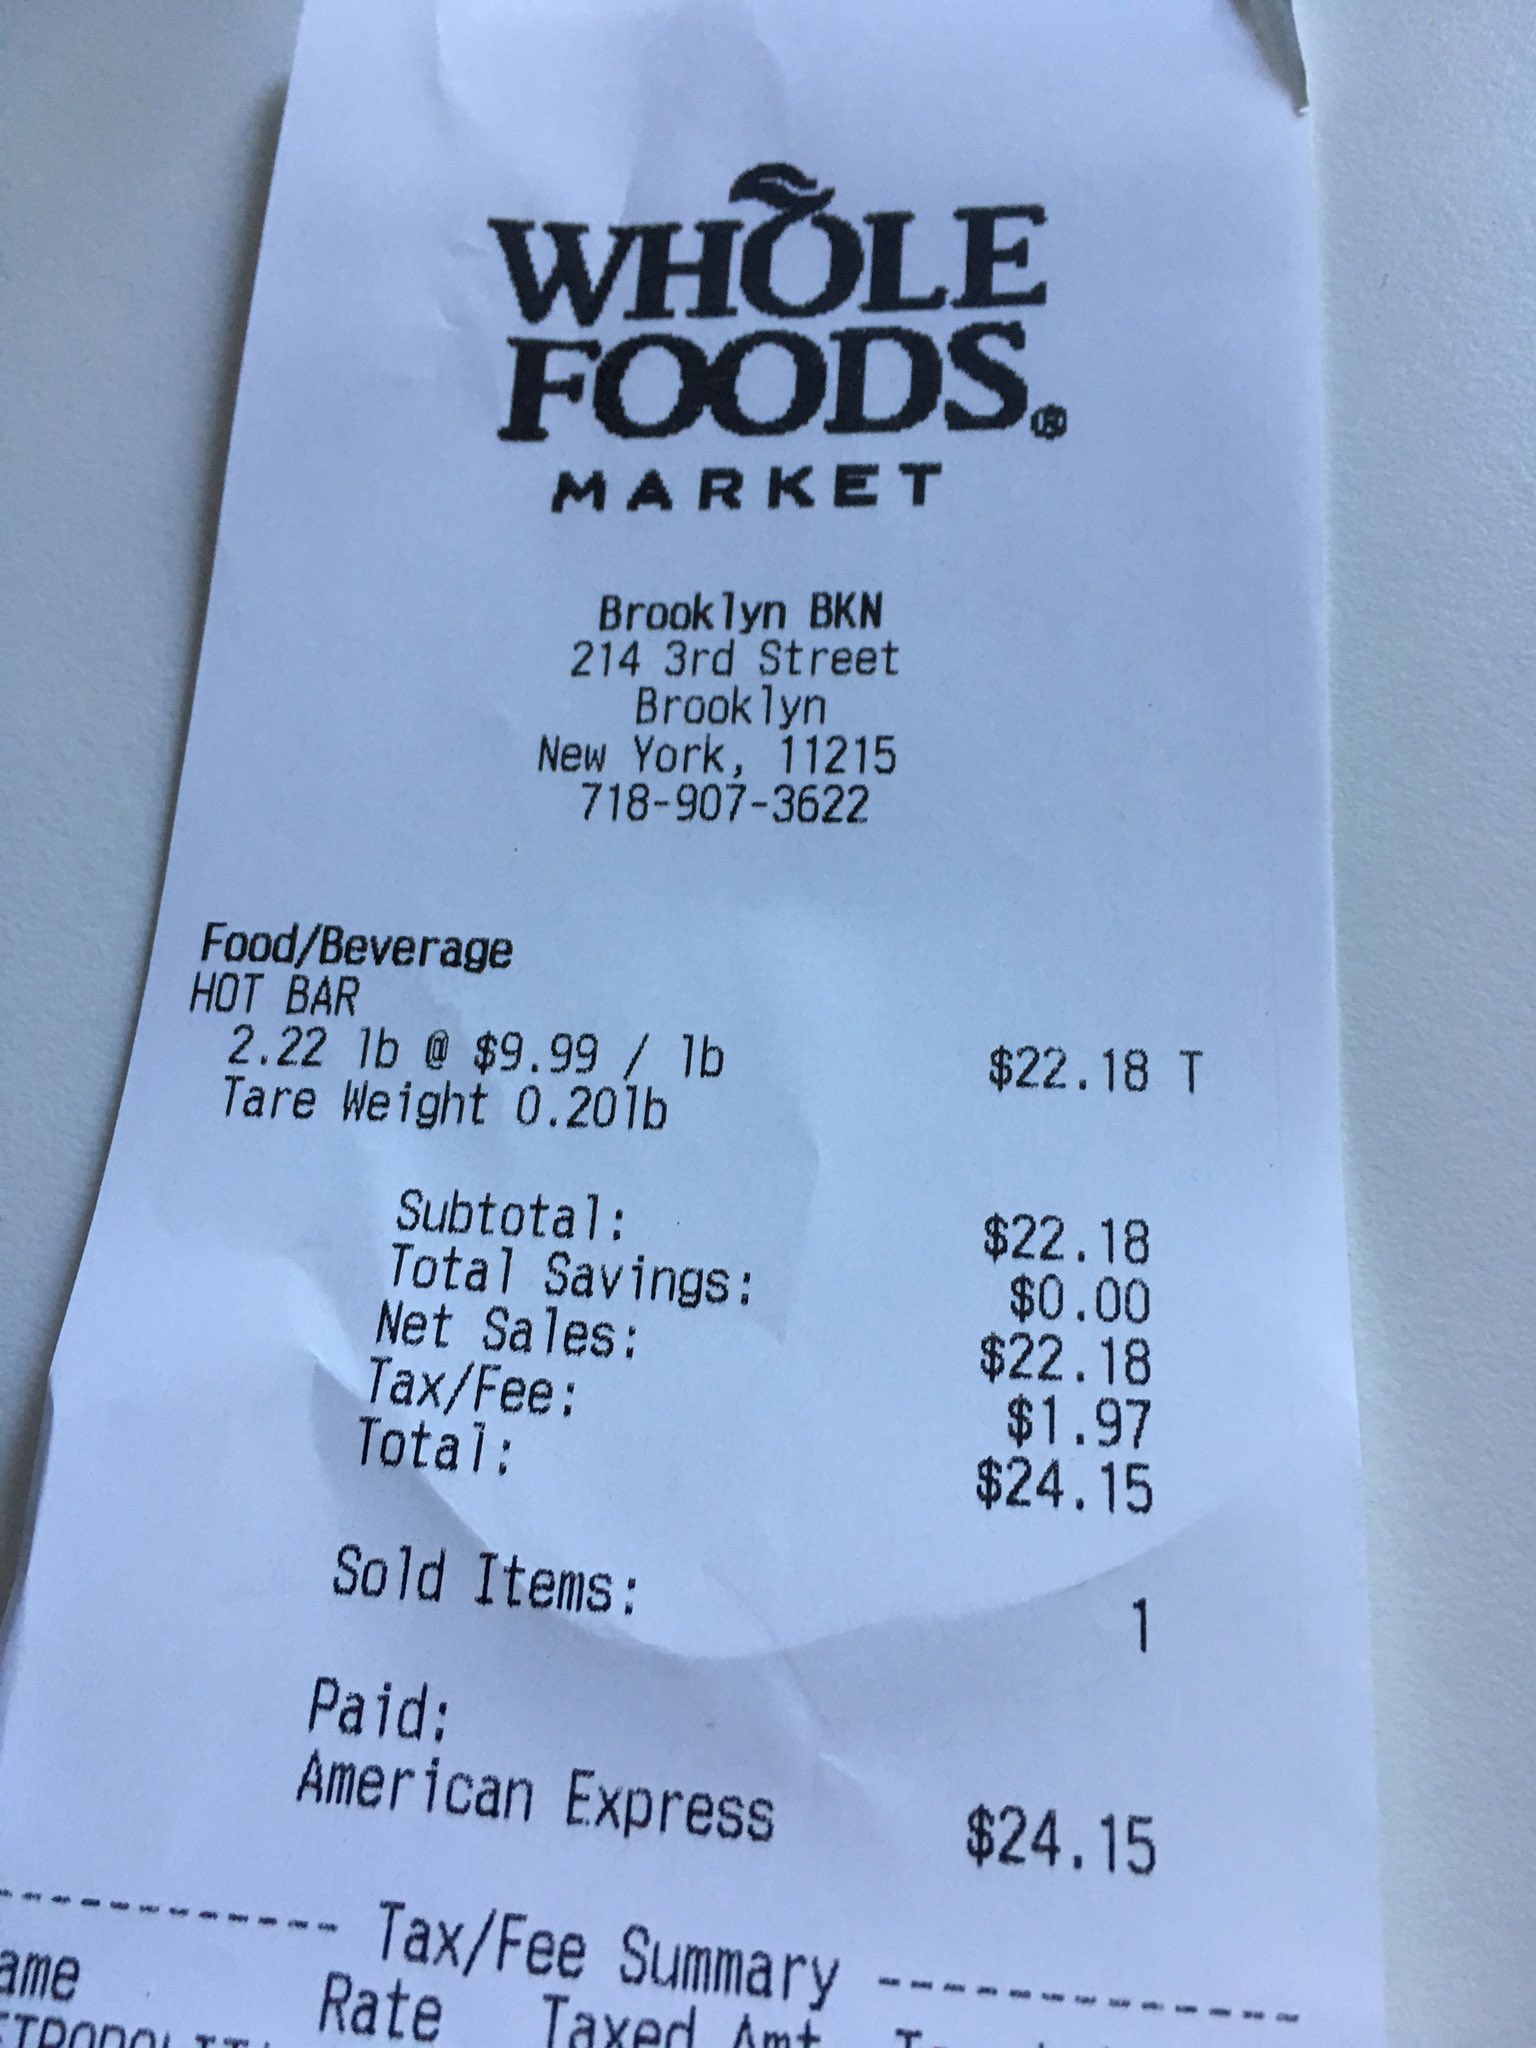 WHOLE
FOODS®
MARKET
Brooklyn BKN
214 3rd Street
Brooklyn
New York, 11215
718-907-3622
Food/Beverage
HOT BAR
2.22 lb @ $9.99 / lb $22.18 T
Tare Weight 0.20lb
Subtotal: $22.18
Total Savings: $0.00
Net Sales: $22.18
Tax/Fee: $1.97
Total: $24.15
Sold Items: 1
Paid:
American Express $24.15
------------ Tax/Fee Summary ---------------
ame Rate Taxed Amt